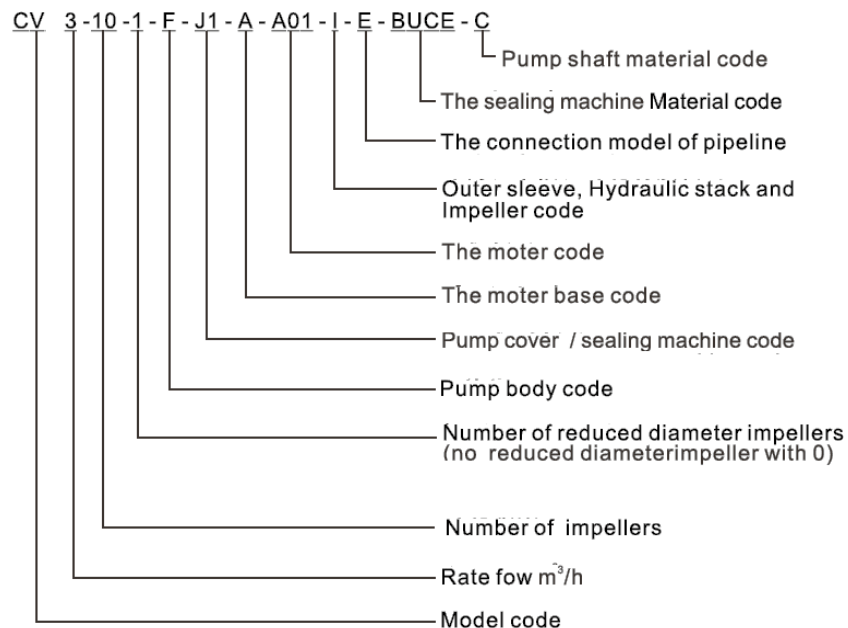 CV 3-10-1-F-J1-A-A01-I-E-BUCE-C
Pump shaft material code
The sealing machine Material code
The connection model of pipeline
Outer sleeve, Hydraulic stack and
Impeller code
The moter code
The moter base code
Pump cover / sealing machine code
Pump body code
Number of reduced diameter impellers
(no reduced diameterimpeller with 0)
Number of impellers
Rate fow m³/h
Model code